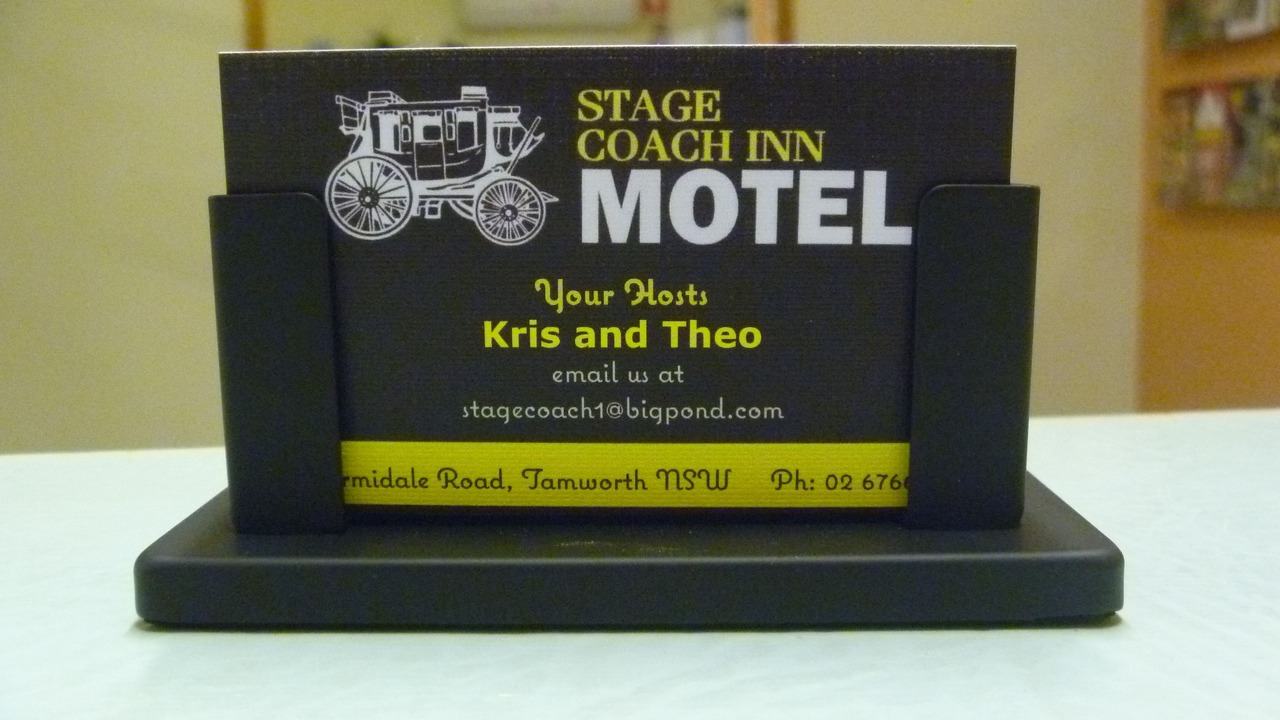 STAGE
COACH INN
MOTEL
Your Hosts
Kris and Theo
email us at
stagecoach1@bigpond.com
rmidale Road, Tamworth NSW Ph: 02 676